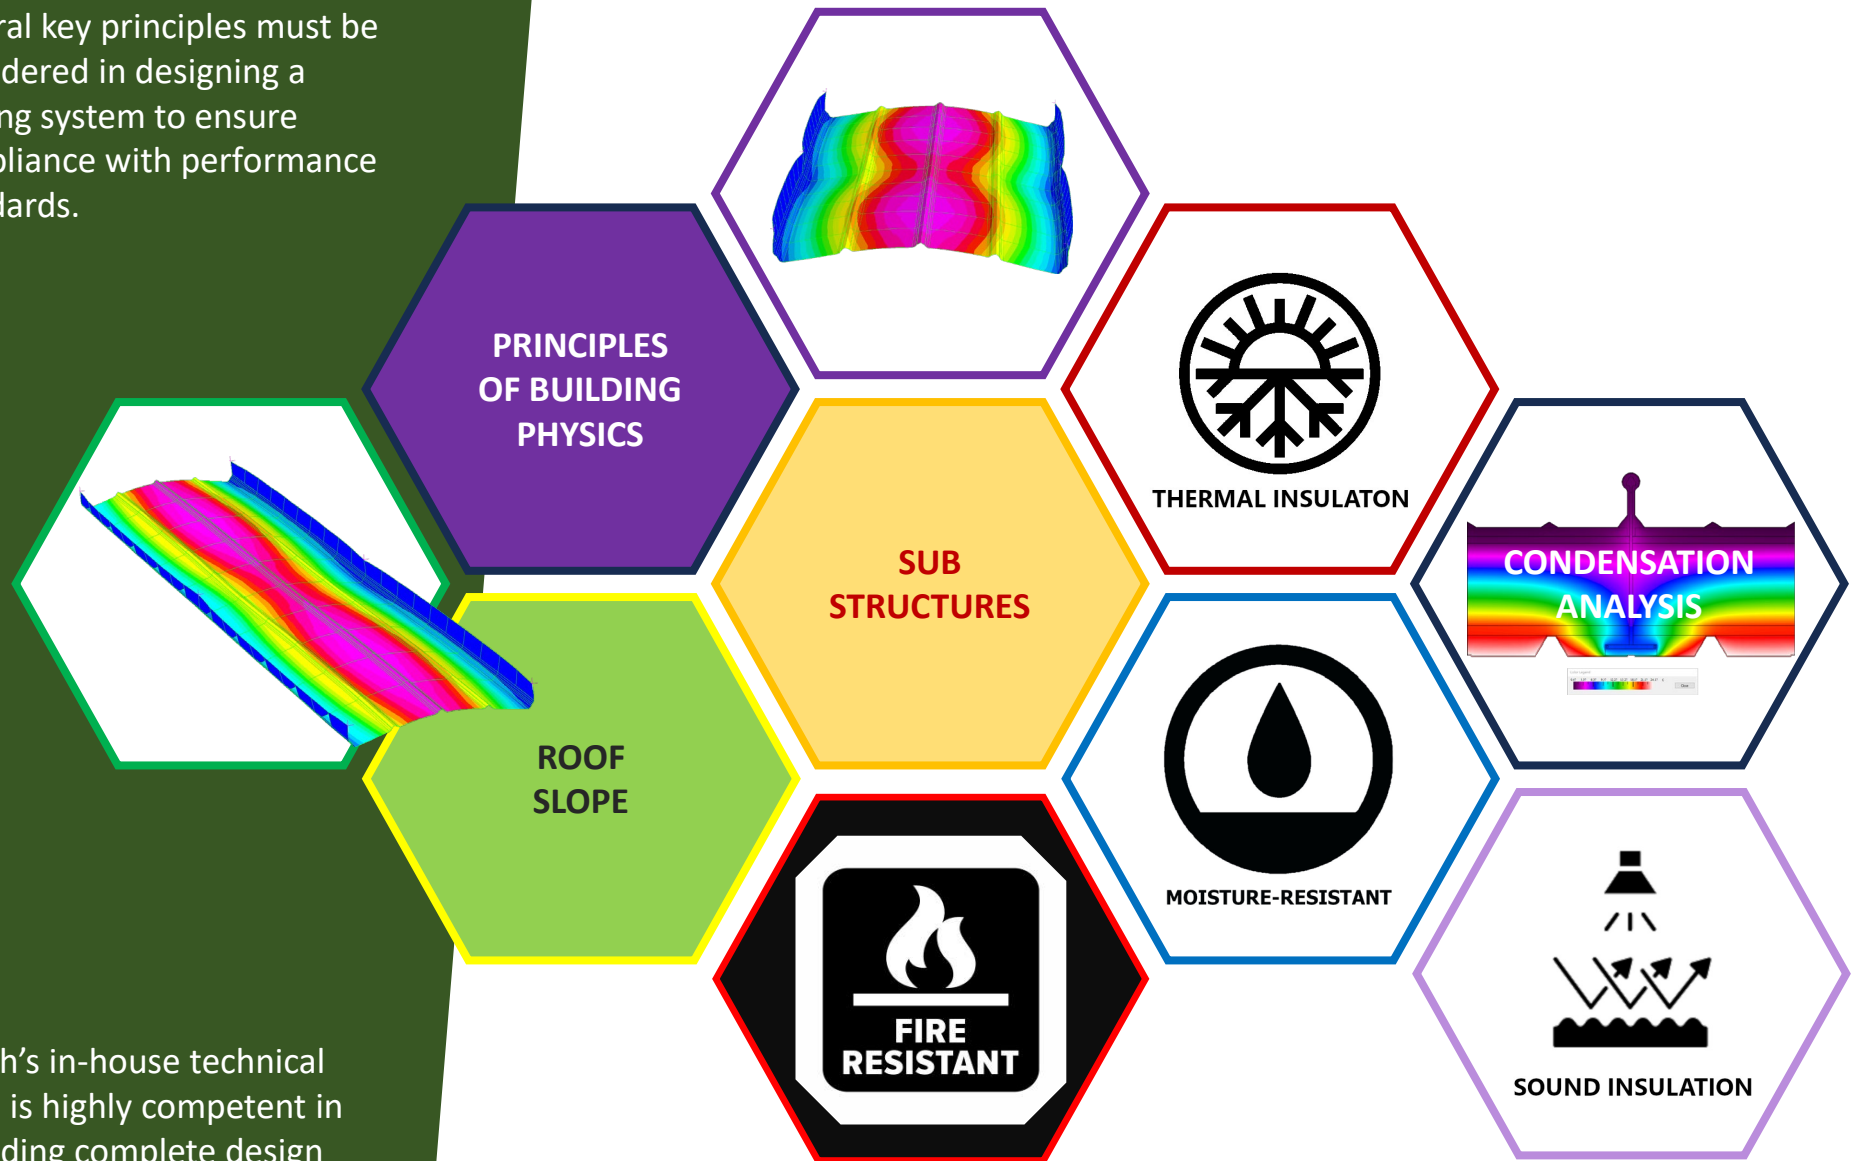 ral key principles must be
dered in designing a
ng system to ensure
pliance with performance
dards.
PRINCIPLES
OF BUILDING
PHYSICS
THERMAL INSULATON
SUB
STRUCTURES
CONDENSATION
ANALYSIS
ROOF
SLOPE
MOISTURE-RESISTANT
FIRE
RESISTANT
SOUND INSULATION
h's in-house technical
is highly competent in
ding complete design